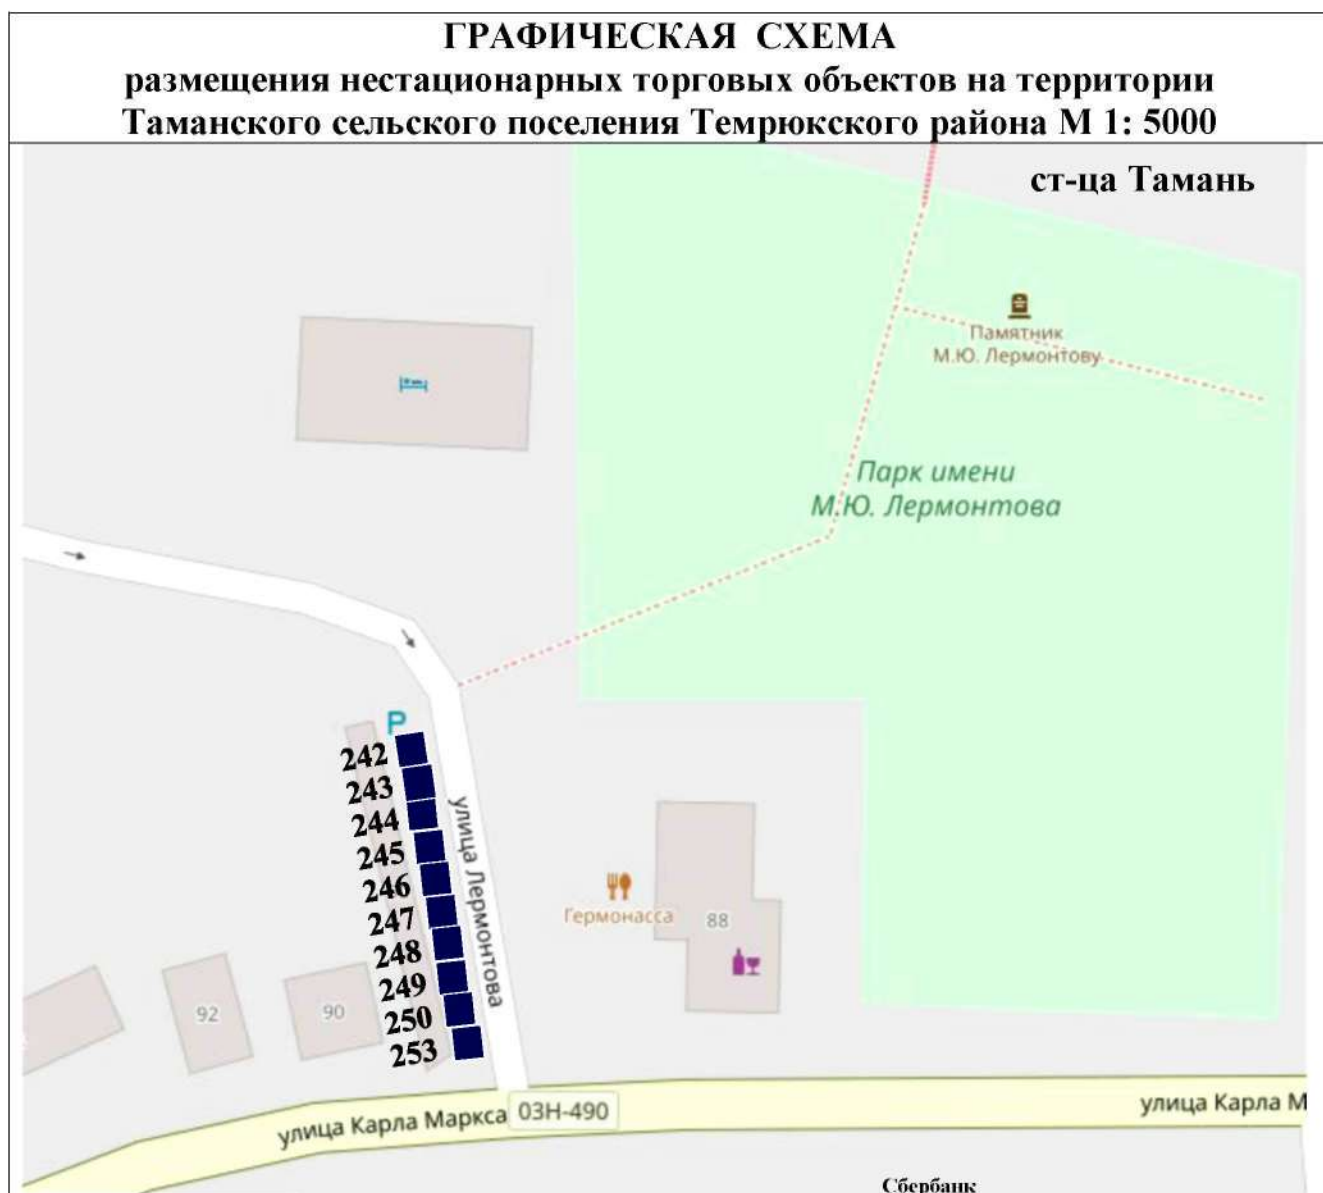 ГРАФИЧЕСКАЯ СХЕМА
размещения нестационарных торговых объектов на территории
Таманского сельского поселения Темрюкского района М 1: 5000
ст-ца Тамань
Памятник
М.Ю. Лермонтову
Парк имени
М.Ю. Лермонтова
P
242
243
244
245
246
247
248
249
250
253
улица Лермонтова
Гермонасса
88
92
90
улица Карла Маркса
03Н-490
улица Карла М
Сбербанк